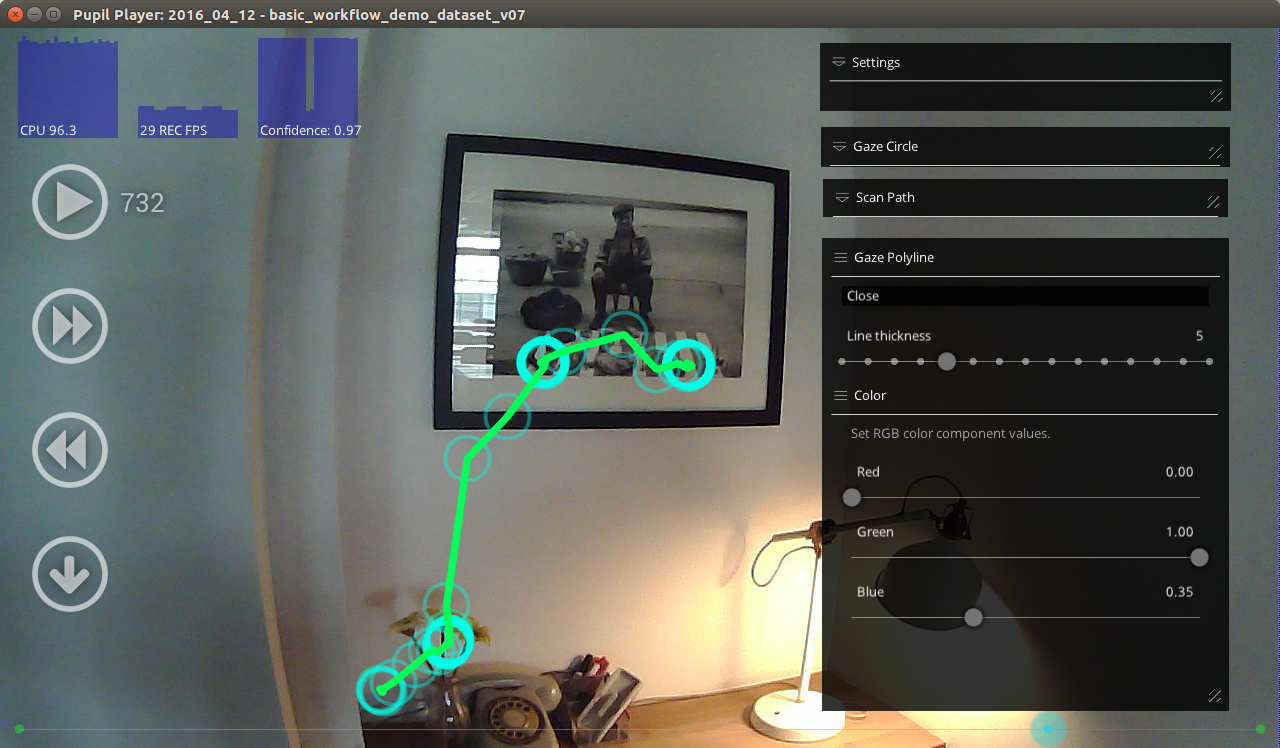 Pupil Player: 2016_04_12 - basic_workflow_demo_dataset_v07
CPU 96.3
29 REC FPS
Confidence: 0.97
732
Settings
Gaze Circle
Scan Path
Gaze Polyline
Close
Line thickness 5
Color
Set RGB color component values.
Red 0.00
Green 1.00
Blue 0.35